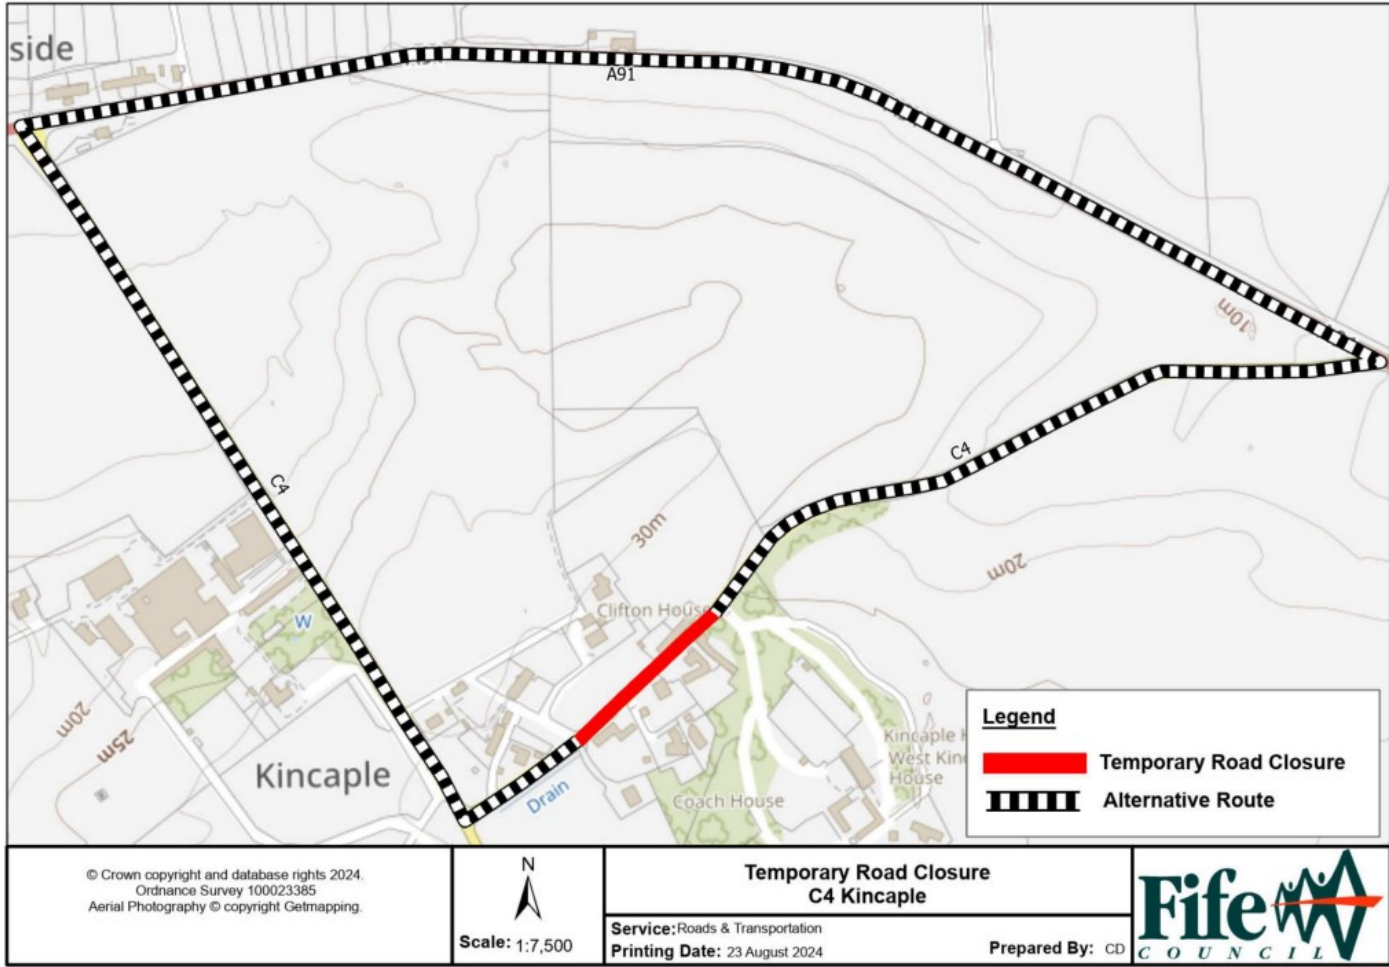 side
A91
10m
C4
C4
30m
20m
Clifton House
W
20m
25m
Kincaple
Drain
Coach House
Kincaple H
West Kinc
House
Legend
Temporary Road Closure
Alternative Route
© Crown copyright and database rights 2024.
Ordnance Survey 100023385
Aerial Photography © copyright Getmapping.
N
Scale: 1:7,500
Temporary Road Closure
C4 Kincaple
Service: Roads & Transportation
Printing Date: 23 August 2024
Prepared By: CD
Fife
COUNCIL